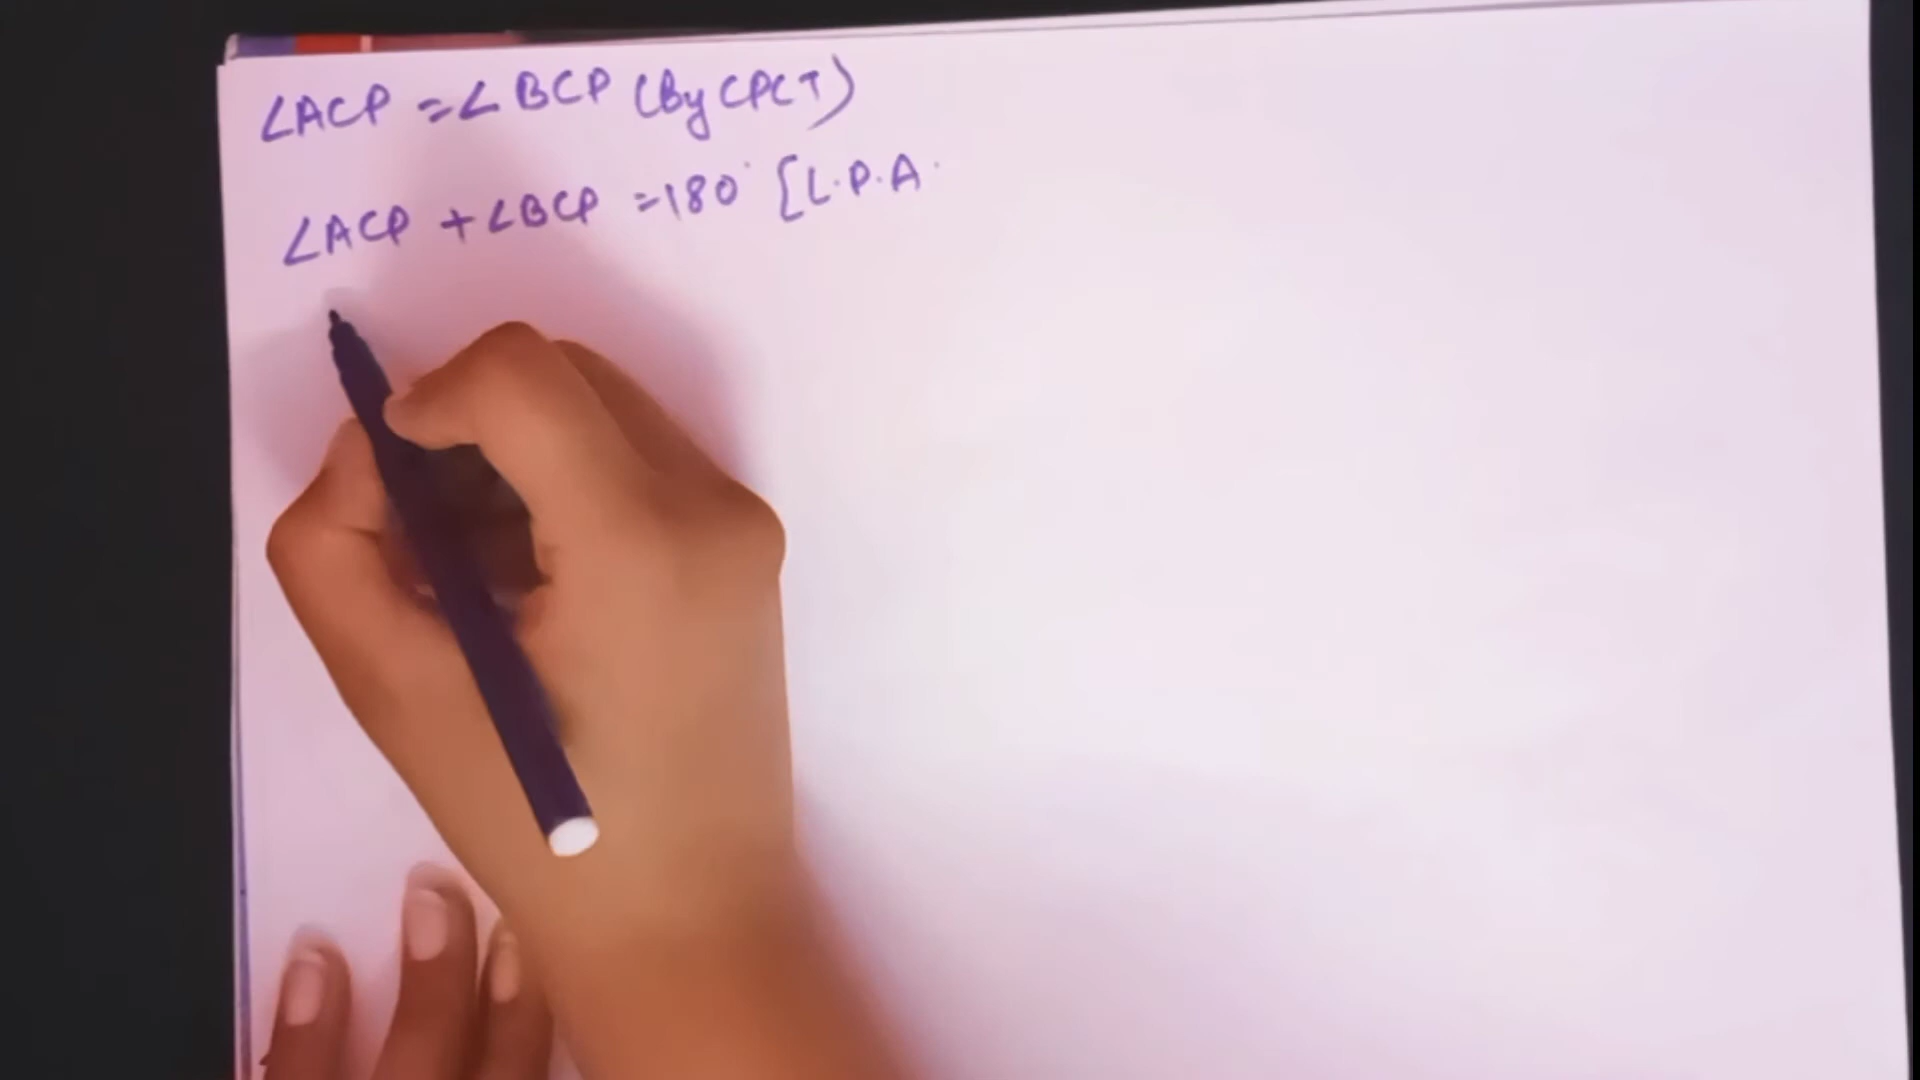 ∠ACP = ∠BCP (By CPCT)
∠ACP + ∠BCP = 180° [L.P.A.